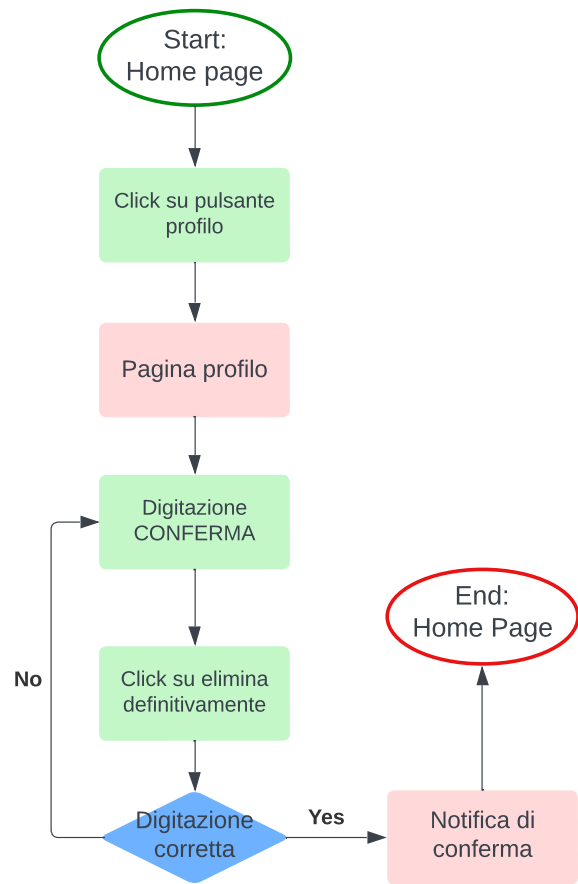 Start:
Home page
Click su pulsante
profilo
Pagina profilo
Digitazione
CONFERMA
Click su elimina
definitivamente
No
Digitazione
corretta
Yes
Notifica di
conferma
End:
Home Page